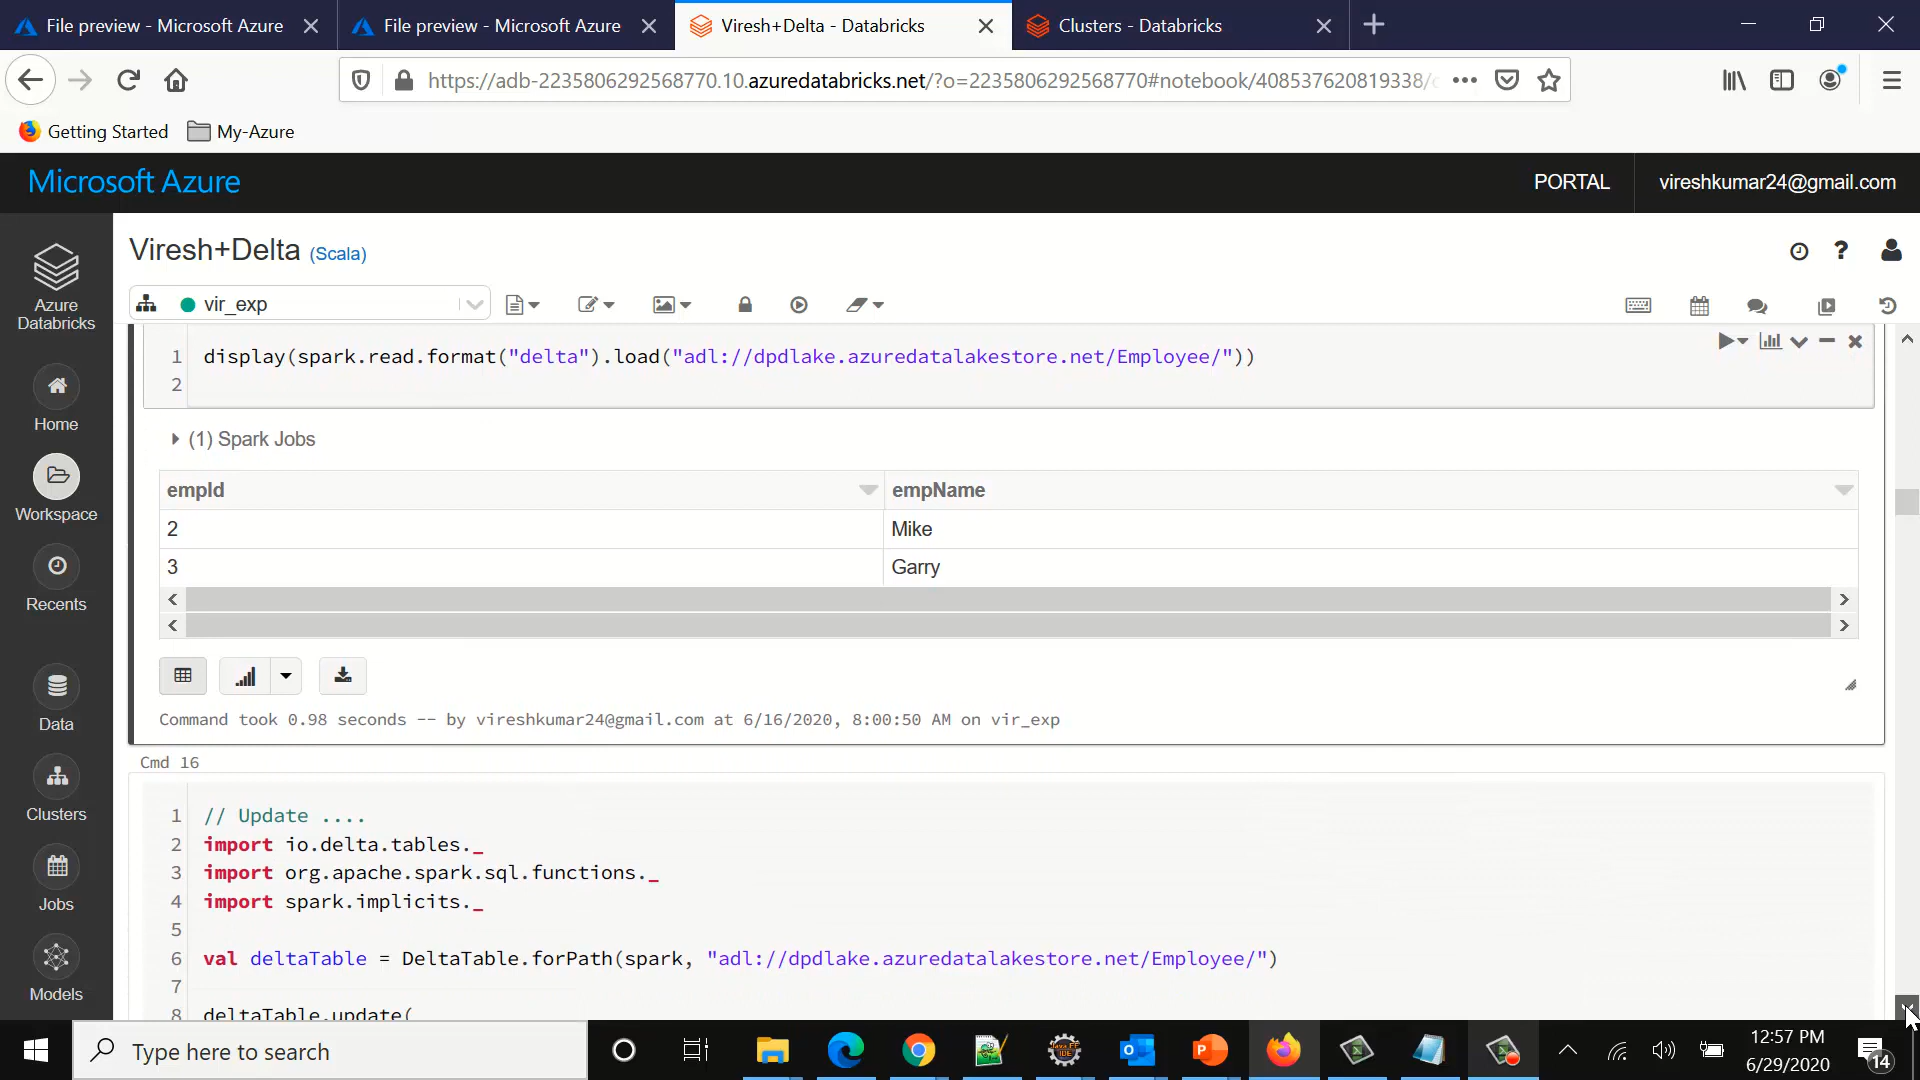 File preview - Microsoft Azure
File preview - Microsoft Azure
Viresh+Delta - Databricks
Clusters - Databricks
https://adb-2235806292568770.10.azuredatabricks.net/?o=2235806292568770#notebook/408537620819338/
Getting Started
My-Azure
Microsoft Azure
PORTAL
vireshkumar24@gmail.com
Azure
Databricks
Home
Workspace
Recents
Data
Clusters
Jobs
Models
Viresh+Delta (Scala)
vir_exp
1 display(spark.read.format("delta").load("adl://dpdlake.azuredatalakestore.net/Employee/"))
2
(1) Spark Jobs
empId empName
2 Mike
3 Garry
Command took 0.98 seconds -- by vireshkumar24@gmail.com at 6/16/2020, 8:00:50 AM on vir_exp
Cmd 16
1 // Update ....
2 import io.delta.tables._
3 import org.apache.spark.sql.functions._
4 import spark.implicits._
5
6 val deltaTable = DeltaTable.forPath(spark, "adl://dpdlake.azuredatalakestore.net/Employee/")
7
8 deltaTable.update(
Type here to search
12:57 PM
6/29/2020
14